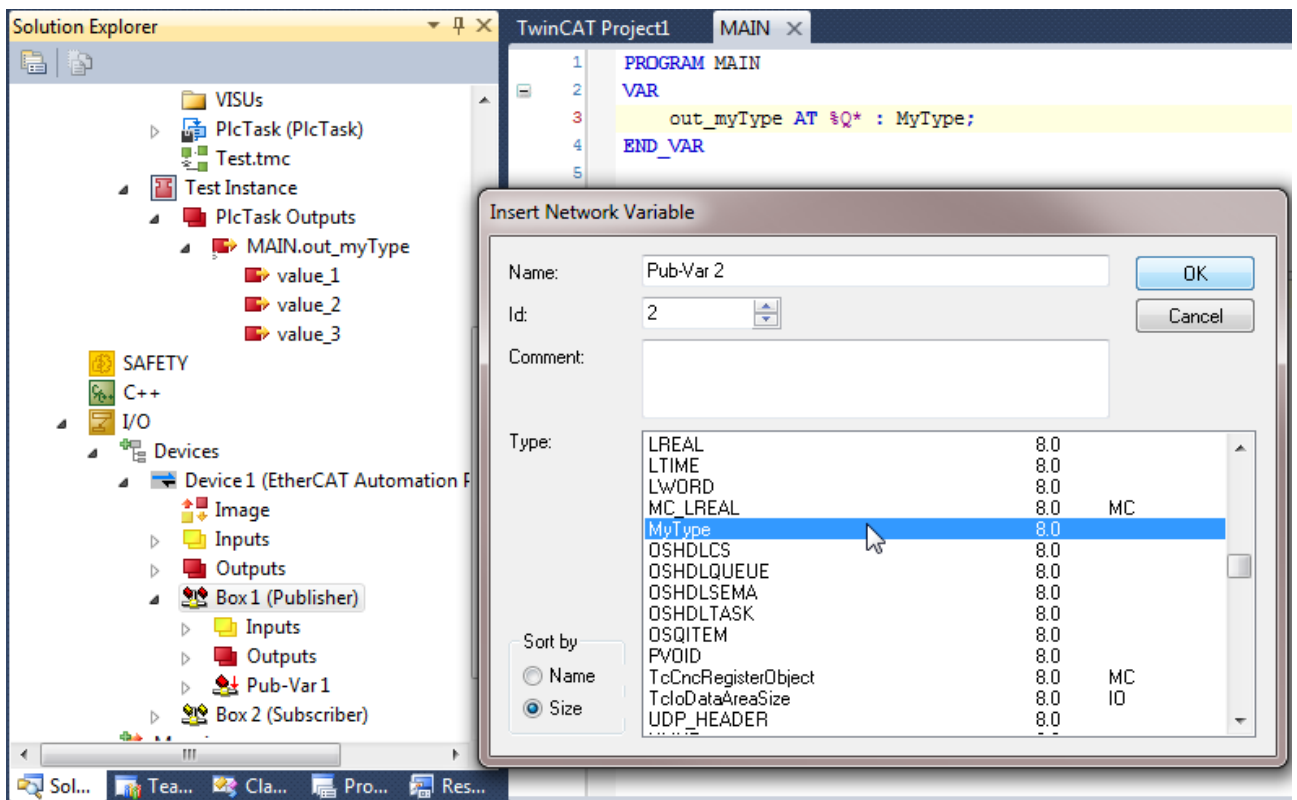 Solution Explorer
VISUs
PlcTask (PlcTask)
Test.tmc
Test Instance
PlcTask Outputs
MAIN.out_myType
value_1
value_2
value_3
SAFETY
C++
I/O
Devices
Device 1 (EtherCAT Automation P
Image
Inputs
Outputs
Box 1 (Publisher)
Inputs
Outputs
Pub-Var 1
Box 2 (Subscriber)
Sol... Tea... Cla... Pro... Res...
TwinCAT Project1 MAIN
1 PROGRAM MAIN
2 VAR
3 out_myType AT %Q* : MyType;
4 END_VAR
5
Insert Network Variable
Name: Pub-Var 2 OK
Id: 2 Cancel
Comment:
Type:
LREAL 8.0
LTIME 8.0
LWORD 8.0
MC_LREAL 8.0 MC
MyType 8.0
OSHDLCS 8.0
OSHDLQUEUE 8.0
OSHDLSEMA 8.0
OSHDLTASK 8.0
OSQITEM 8.0
PVOID 8.0
TcCncRegisterObject 8.0 MC
TcIoDataAreaSize 8.0 IO
UDP_HEADER 8.0
Sort by
Name
Size